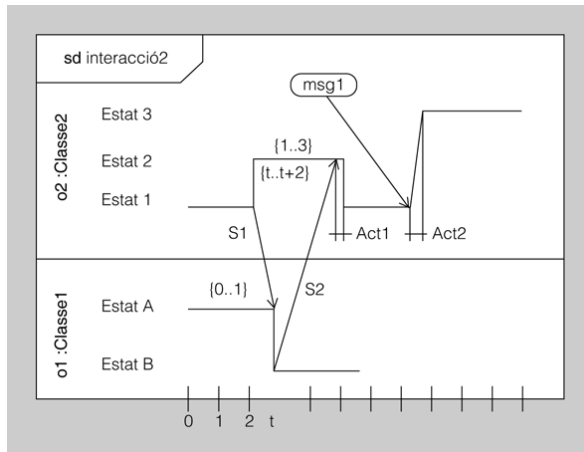 sd interacció2
msg1
o2 :Classe2
Estat 3
Estat 2
Estat 1
{1..3}
{t..t+2}
S1
Act1
Act2
o1 :Classe1
{0..1}
S2
Estat A
Estat B
0 1 2 t